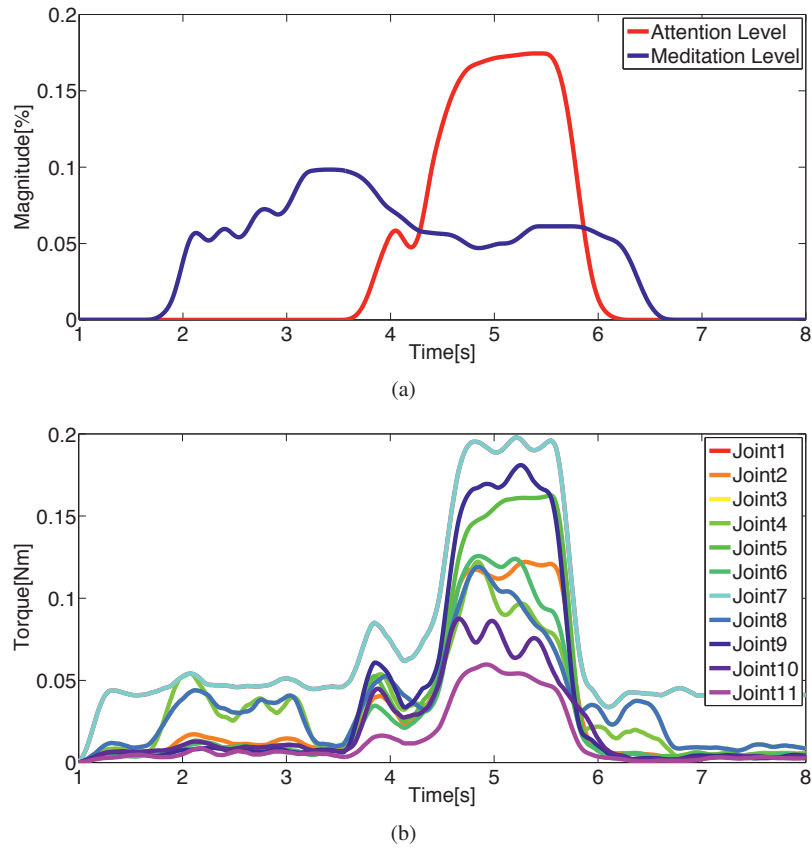 0.2
0.15
0.1
0.05
0
Magnitude[%]
Attention Level
Meditation Level
1 2 3 4 5 6 7 8
Time[s]
(a)
0.2
0.15
0.1
0.05
0
Torque[Nm]
Joint1
Joint2
Joint3
Joint4
Joint5
Joint6
Joint7
Joint8
Joint9
Joint10
Joint11
1 2 3 4 5 6 7 8
Time[s]
(b)